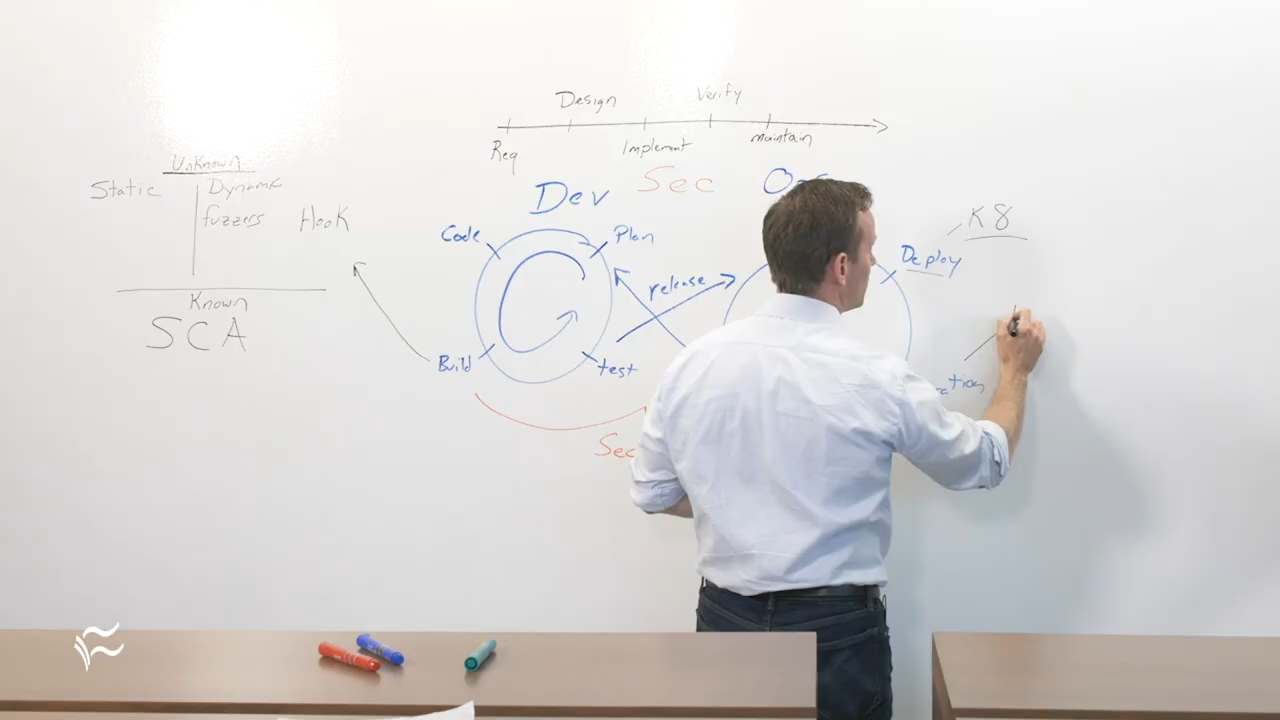 Design
Verify
Req
Implement
maintain
Unknown
Static
Dynamic
fuzzers
Hook
Known
SCA
Dev
Sec
Code
Plan
release
Build
test
Sec
Deploy
K8